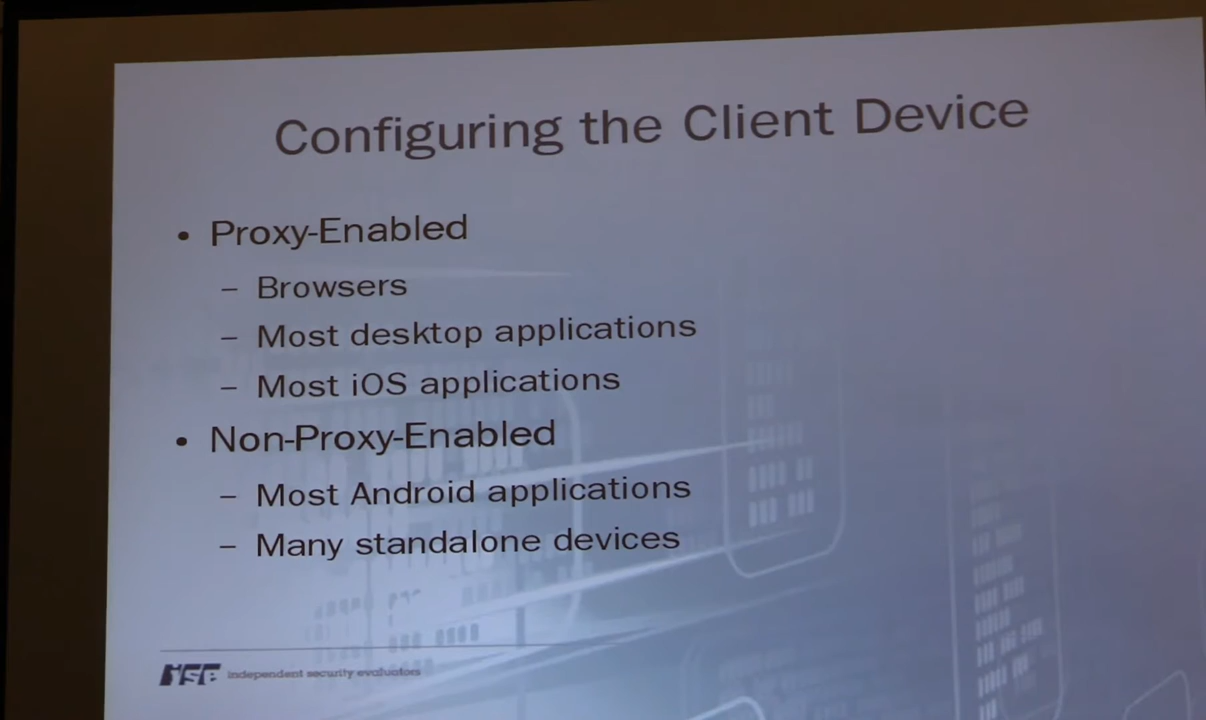 Configuring the Client Device
• Proxy-Enabled
– Browsers
– Most desktop applications
– Most iOS applications
• Non-Proxy-Enabled
– Most Android applications
– Many standalone devices
ise independent security evaluators